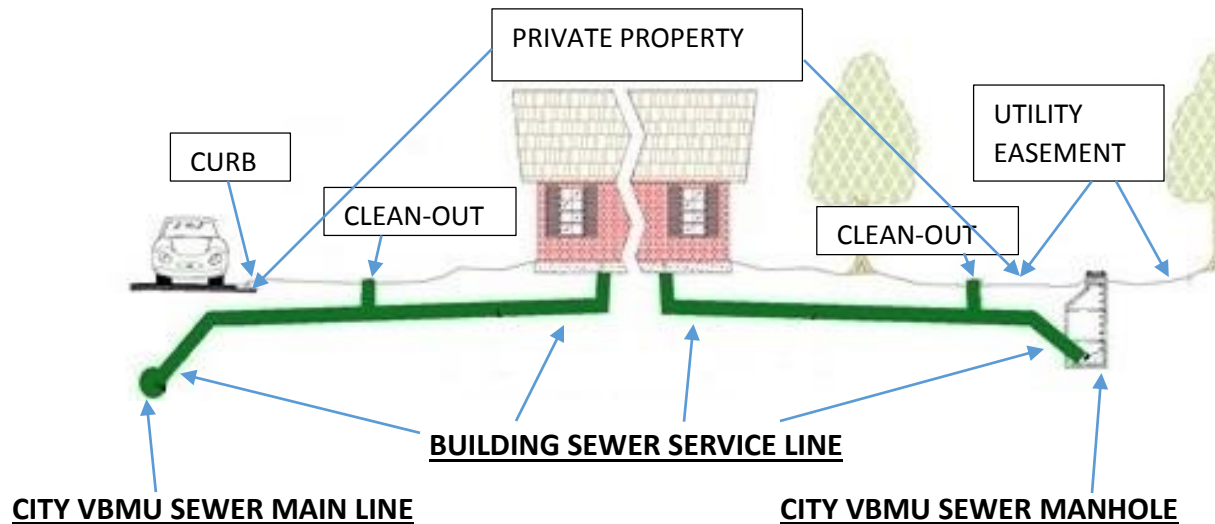 PRIVATE PROPERTY
CURB
CLEAN-OUT
UTILITY
EASEMENT
CLEAN-OUT
BUILDING SEWER SERVICE LINE
CITY VBMU SEWER MAIN LINE
CITY VBMU SEWER MANHOLE